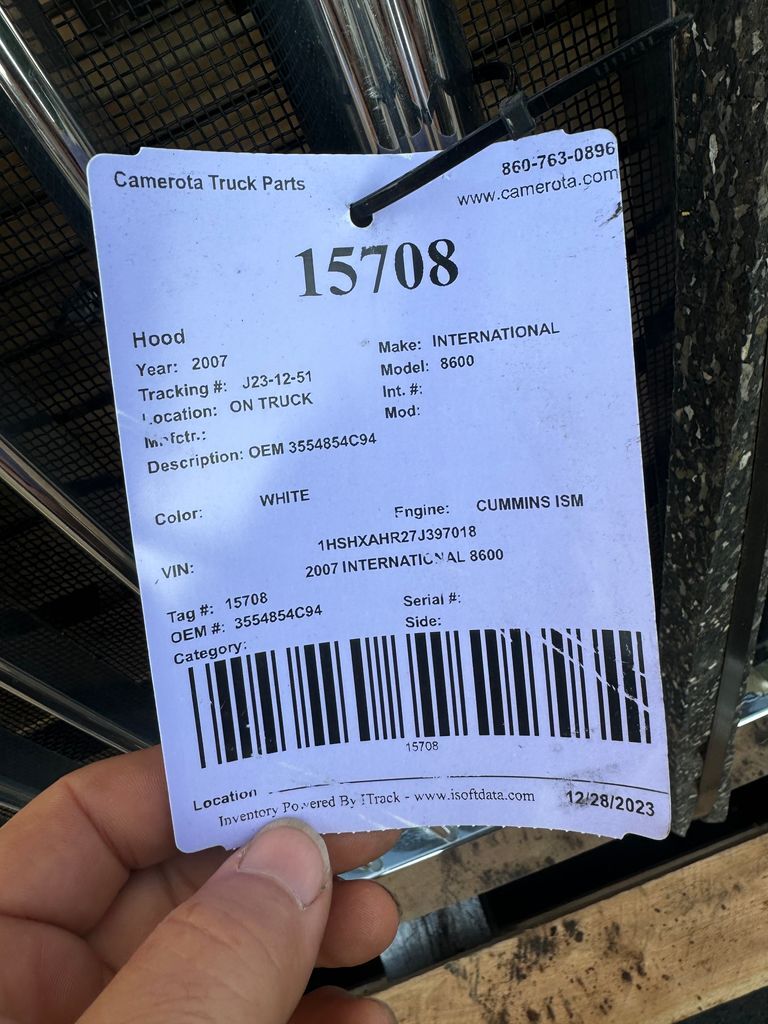 Camerota Truck Parts
860-763-0896
www.camerota.com
15708
Hood
Year: 2007
Make: INTERNATIONAL
Tracking #: J23-12-51
Model: 8600
Location: ON TRUCK
Int. #:
Mnfctr.:
Mod:
Description: OEM 3554854C94
Color: WHITE
Engine: CUMMINS ISM
VIN: 1HSHXAHR27J397018
2007 INTERNATIONAL 8600
Tag #: 15708
Serial #:
OEM #: 3554854C94
Side:
Category:
15708
Location
Inventory Powered By ITrack - www.isoftdata.com
12/28/2023